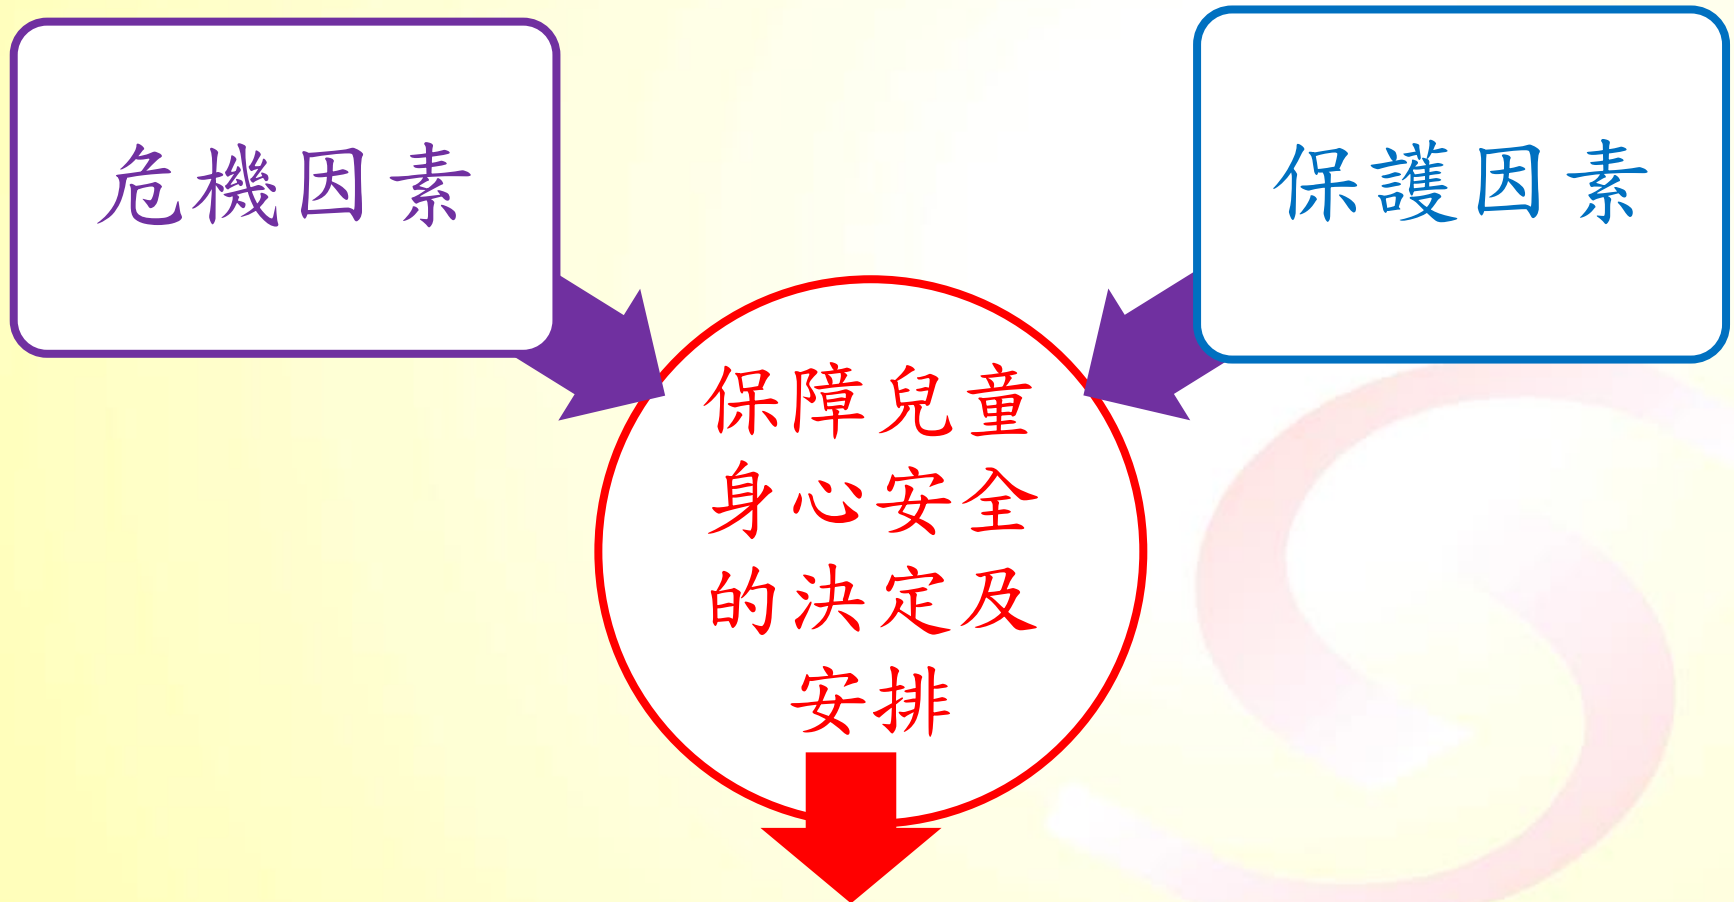 危機因素
保護因素
保障兒童
身心安全
的決定及
安排